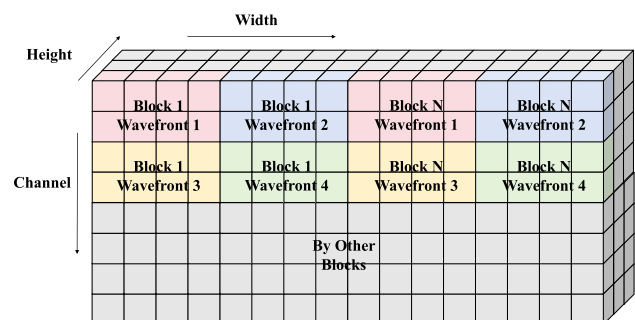 Width
Height
Block 1
Wavefront 1
Block 1
Wavefront 2
Block N
Wavefront 1
Block N
Wavefront 2
Channel
Block 1
Wavefront 3
Block 1
Wavefront 4
Block N
Wavefront 3
Block N
Wavefront 4
By Other
Blocks